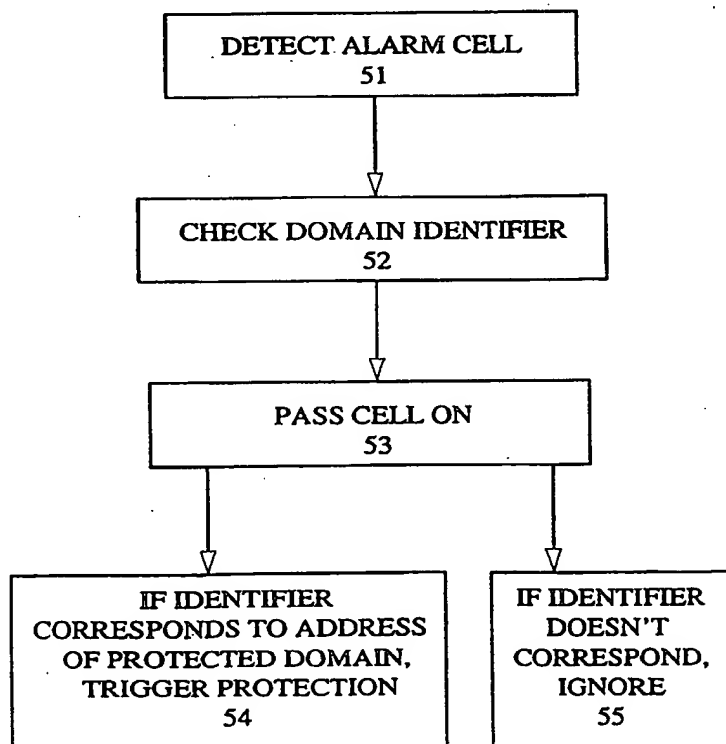 DETECT ALARM CELL
51
CHECK DOMAIN IDENTIFIER
52
PASS CELL ON
53
IF IDENTIFIER
CORRESPONDS TO ADDRESS
OF PROTECTED DOMAIN,
TRIGGER PROTECTION
54
IF IDENTIFIER
DOESN'T
CORRESPOND,
IGNORE
55